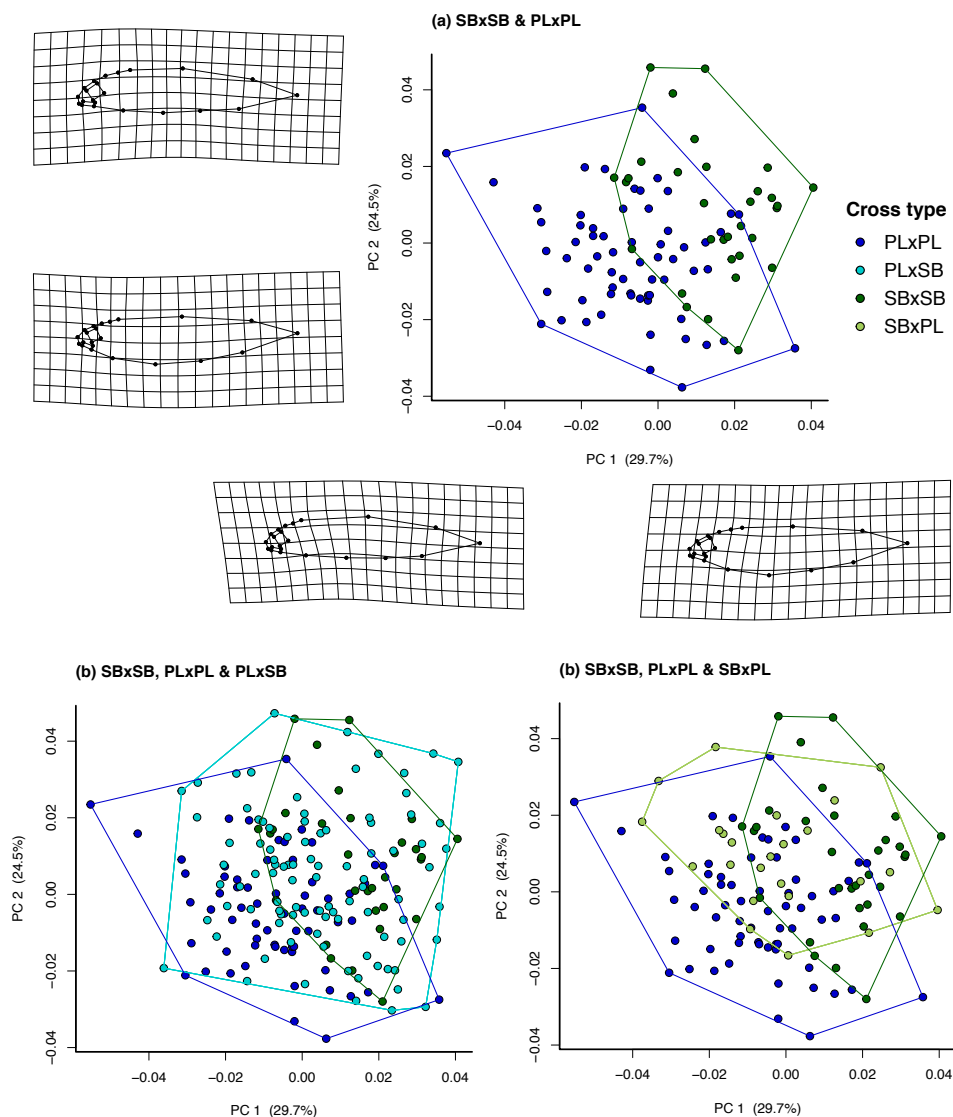 (a) SBxSB & PLxPL
PC 2 (24.5%)
0.04
0.02
0.00
−0.02
−0.04
−0.04
−0.02
0.00
0.02
0.04
PC 1 (29.7%)
Cross type
PLxPL
PLxSB
SBxSB
SBxPL
(b) SBxSB, PLxPL & PLxSB
PC 2 (24.5%)
0.04
0.02
0.00
−0.02
−0.04
−0.04
−0.02
0.00
0.02
0.04
PC 1 (29.7%)
(b) SBxSB, PLxPL & SBxPL
PC 2 (24.5%)
0.04
0.02
0.00
−0.02
−0.04
−0.04
−0.02
0.00
0.02
0.04
PC 1 (29.7%)